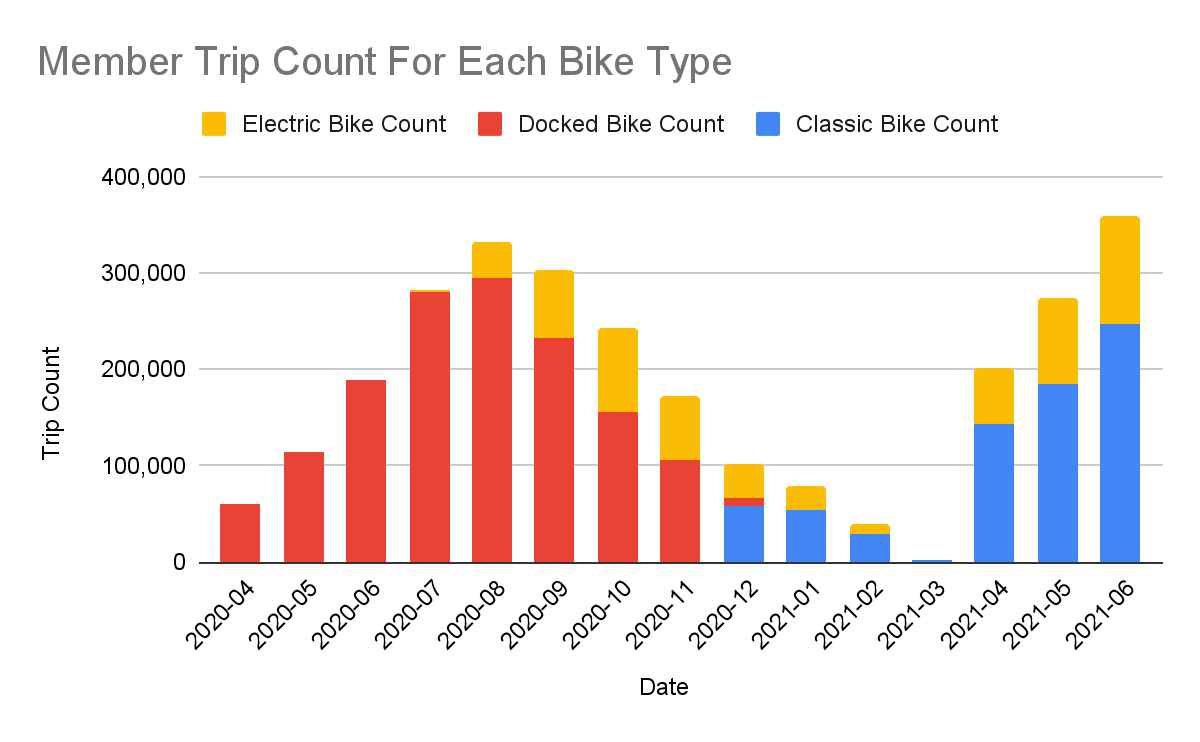 Member Trip Count For Each Bike Type
Electric Bike Count Docked Bike Count Classic Bike Count
400,000
300,000
200,000
100,000
0
Trip Count
2020-04 2020-05 2020-06 2020-07 2020-08 2020-09 2020-10 2020-11 2020-12 2021-01 2021-02 2021-03 2021-04 2021-05 2021-06
Date